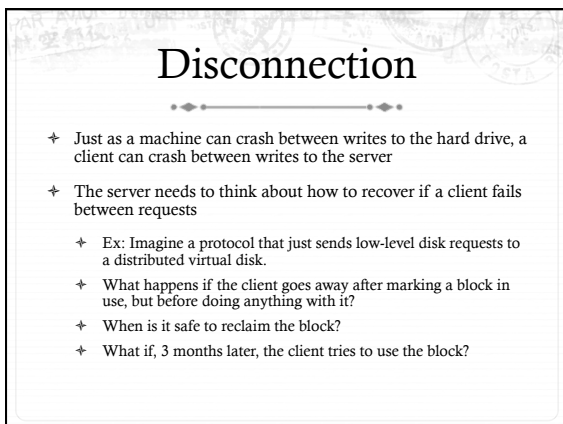 PAR AVION
Disconnection
Just as a machine can crash between writes to the hard drive, a
client can crash between writes to the server
The server needs to think about how to recover if a client fails
between requests
Ex: Imagine a protocol that just sends low-level disk requests to
a distributed virtual disk.
What happens if the client goes away after marking a block in
use, but before doing anything with it?
When is it safe to reclaim the block?
What if, 3 months later, the client tries to use the block?